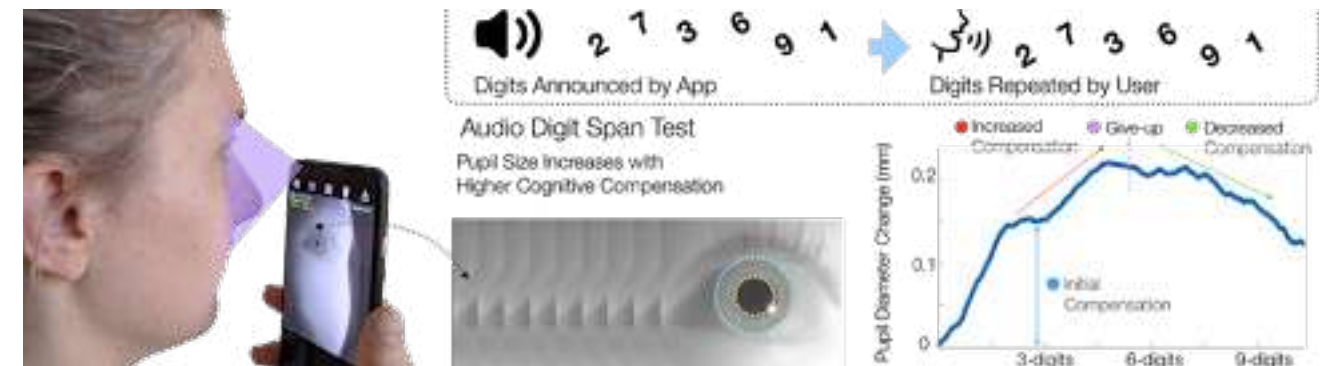 2 7 3 6 9 1
2 7 3 6 9 1
Digits Announced by App
Digits Repeated by User
Audio Digit Span Test
Pupil Size Increases with
Higher Cognitive Compensation
Increased
Compensation
Give-up
Decreased
Compensation
Pupil Diameter Change (mm)
0.2
0.1
0
Initial
Compensation
3-digits
6-digits
9-digits